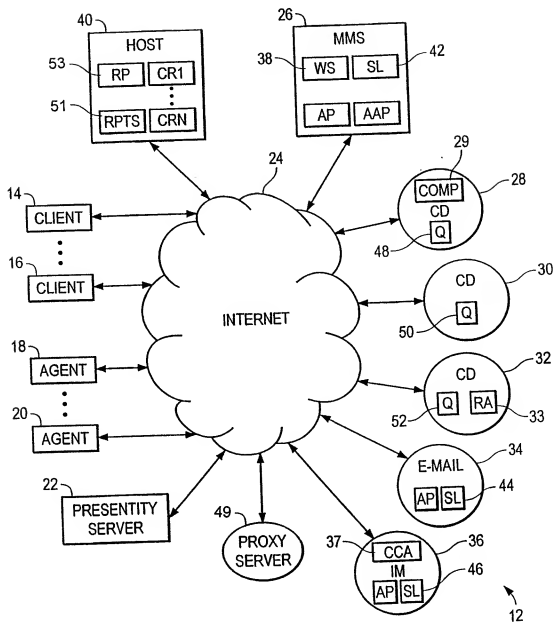 40
HOST
53
RP
CR1
51
RPTS
CRN
26
MMS
38
WS
SL
42
AP
AAP
24
INTERNET
14
CLIENT
16
CLIENT
18
AGENT
20
AGENT
22
PRESENTITY
SERVER
49
PROXY
SERVER
29
COMP
28
CD
Q
48
30
CD
Q
50
32
CD
Q
RA
52
33
34
E-MAIL
AP
SL
44
37
CCA
36
IM
AP
SL
46
12